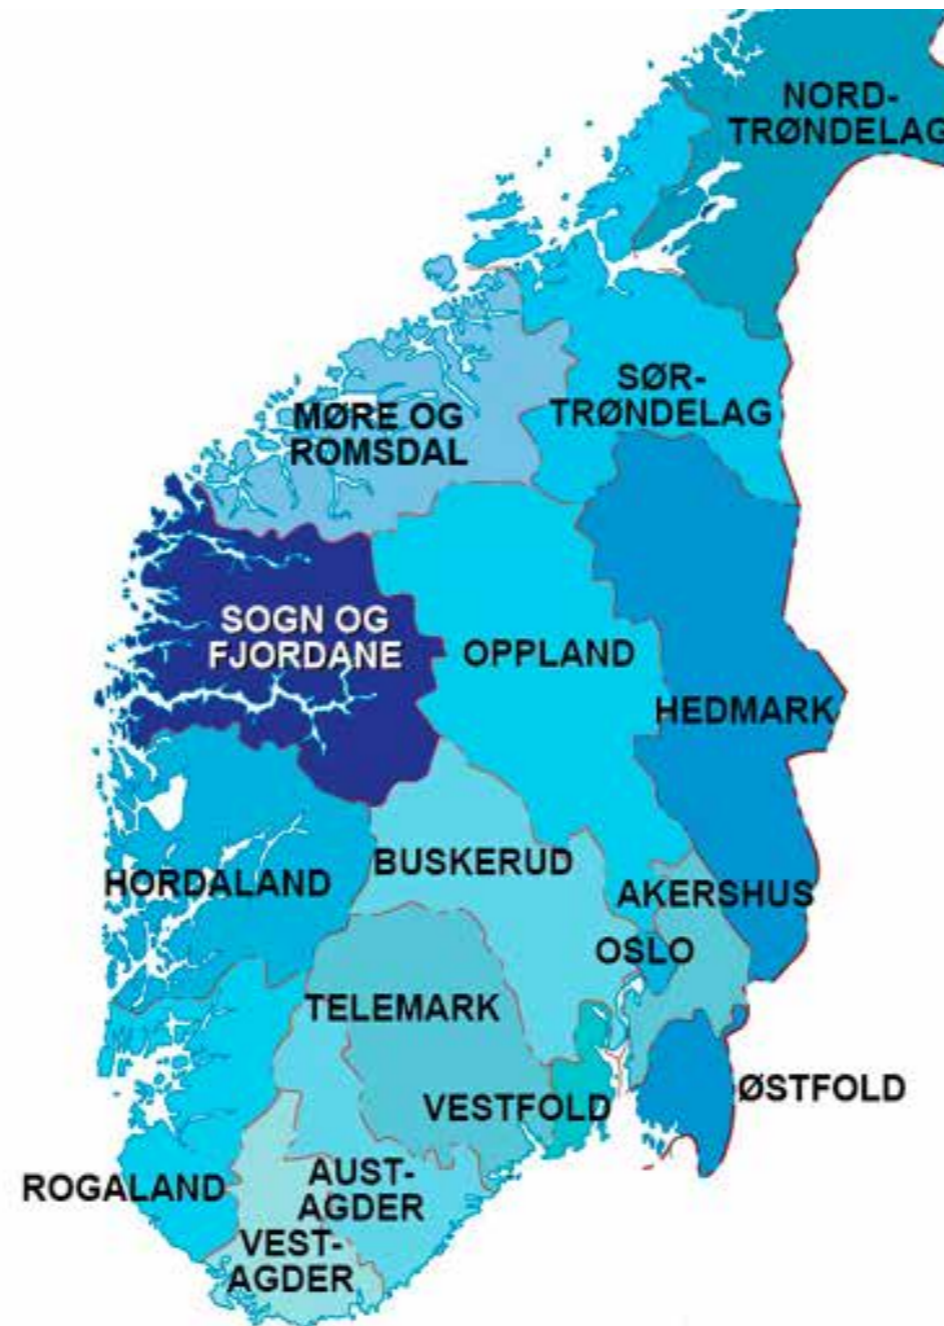 NORD-
TRØNDELAG
SØR-
TRØNDELAG
MØRE OG
ROMSDAL
SOGN OG
FJORDANE
OPPLAND
HEDMARK
BUSKERUD
HORDALAND
AKERSHUS
OSLO
TELEMARK
ØSTFOLD
VESTFOLD
ROGALAND
AUST-
AGDER
VEST-
AGDER